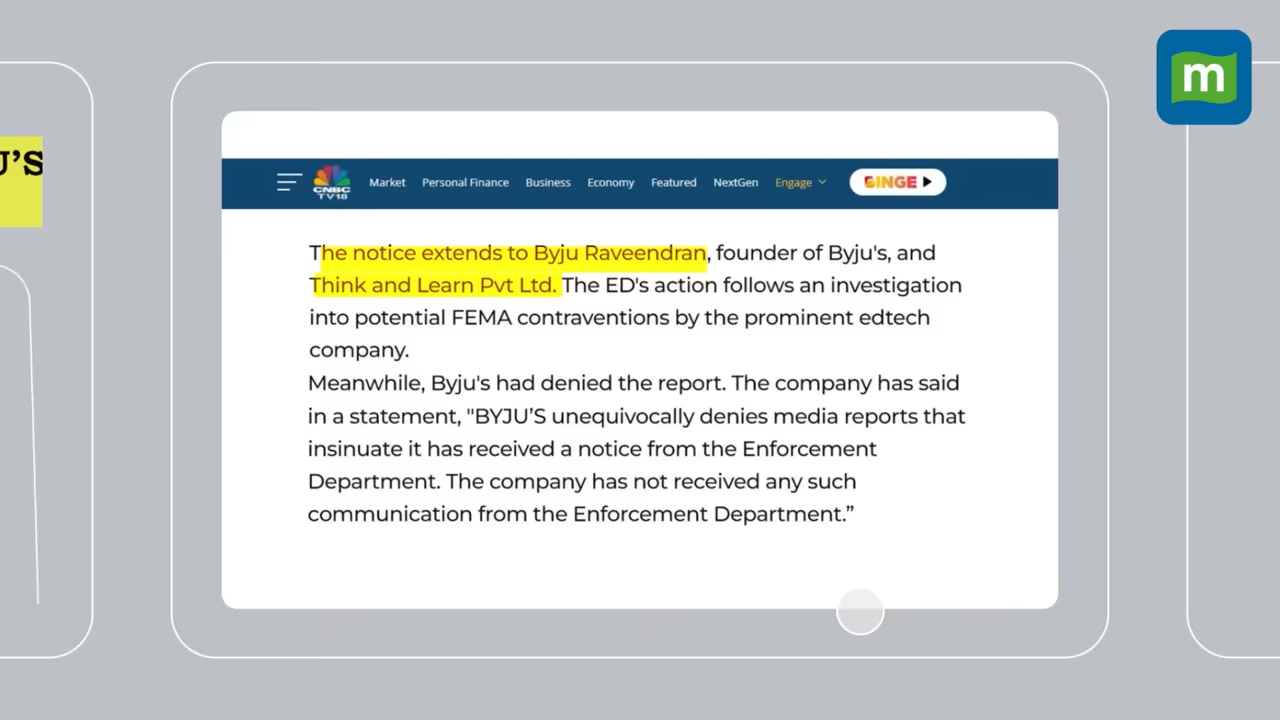 m
U’S
CNBC
TV18
Market Personal Finance Business Economy Featured NextGen Engage BINGE
The notice extends to Byju Raveendran, founder of Byju's, and
Think and Learn Pvt Ltd. The ED's action follows an investigation
into potential FEMA contraventions by the prominent edtech
company.
Meanwhile, Byju's had denied the report. The company has said
in a statement, "BYJU’S unequivocally denies media reports that
insinuate it has received a notice from the Enforcement
Department. The company has not received any such
communication from the Enforcement Department.”